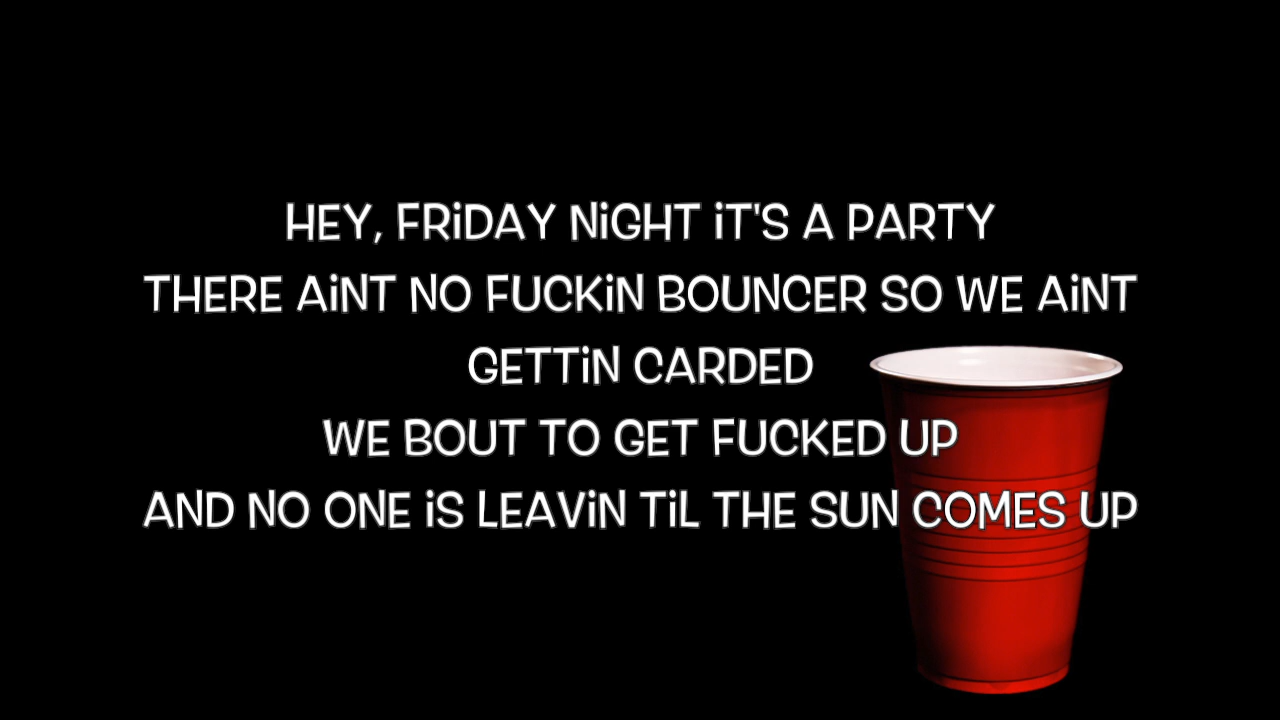 HEY, FRiDAY NiGHT iT'S A PARTY
THERE AiNT NO FUCKiN BOUNCER SO WE AiNT
GETTiN CARDED
WE BOUT TO GET FUCKED UP
AND NO ONE iS LEAViN TiL THE SUN COMES UP